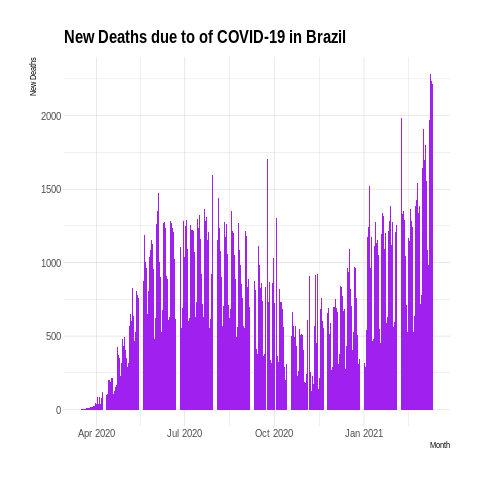 New Deaths due to of COVID-19 in Brazil
New Deaths
2000
1500
1000
500
0
Apr 2020 Jul 2020 Oct 2020 Jan 2021
Month